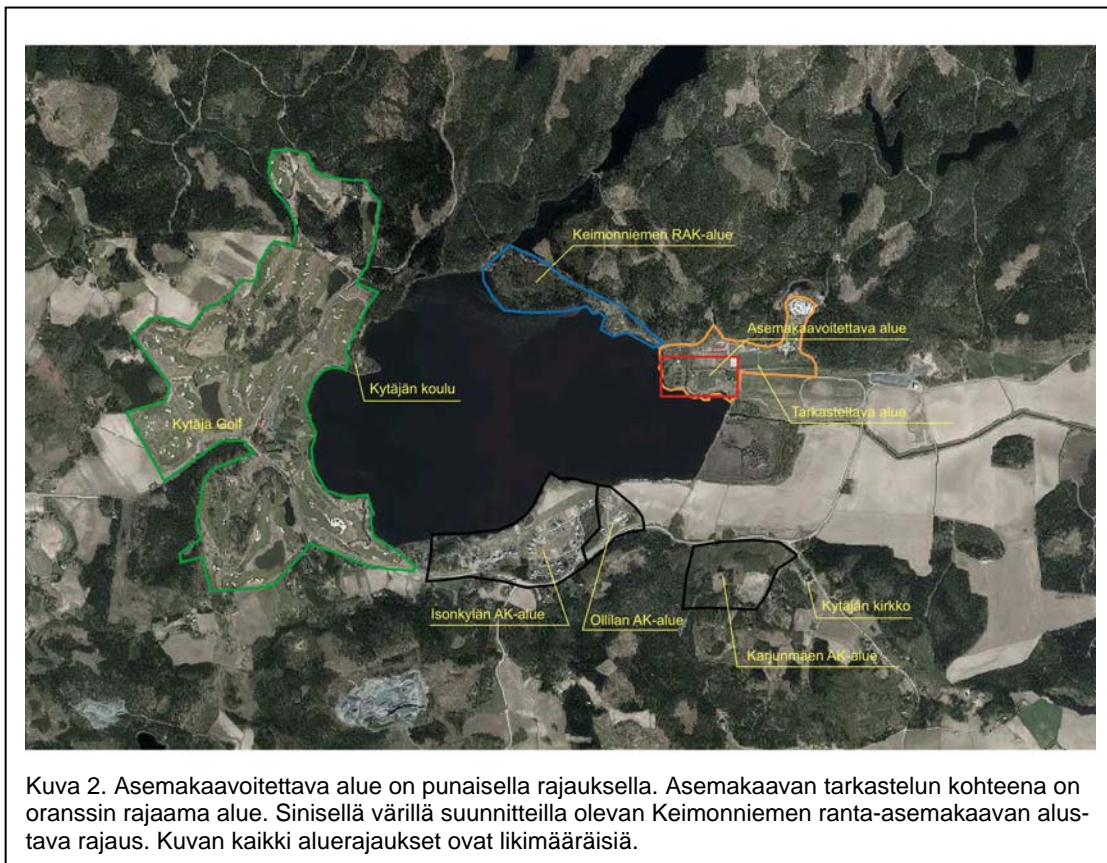 Keimonniemen RAK-alue
Asemakaavoitettava alue
Kytäjän koulu
Tarkasteltava alue
Kytäjä Golf
Isonkylän AK-alue
Ollilan AK-alue
Kytäjän kirkko
Karjunmäen AK-alue
Kuva 2. Asemakaavoitettava alue on punaisella rajauksella. Asemakaavan tarkastelun kohteena on
oranssin rajaama alue. Sinisellä värillä suunnitteilla olevan Keimonniemen ranta-asemakaavan alus-
tava rajaus. Kuvan kaikki aluerajaukset ovat likimääräisiä.